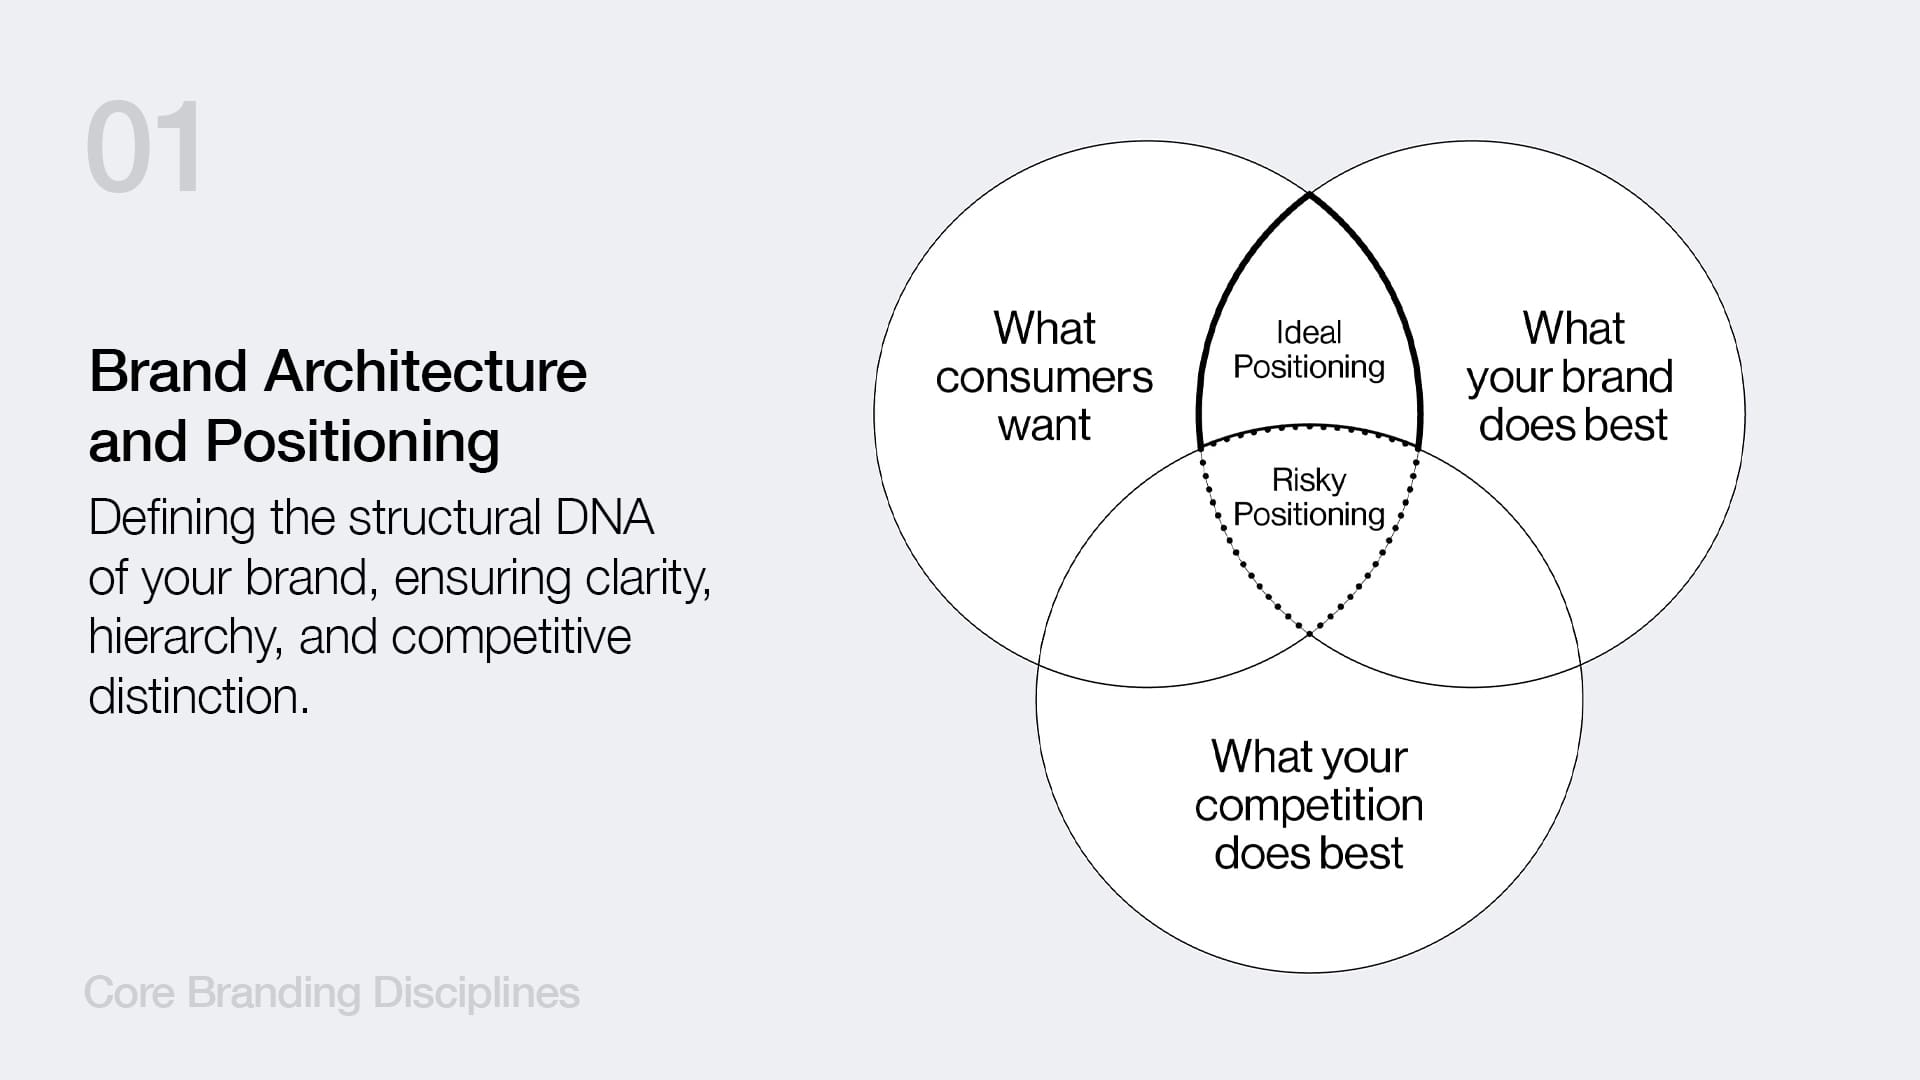 01
Brand Architecture
and Positioning
Defining the structural DNA
of your brand, ensuring clarity,
hierarchy, and competitive
distinction.
Core Branding Disciplines
What
consumers
want
Ideal
Positioning
What
your brand
does best
Risky
Positioning
What your
competition
does best